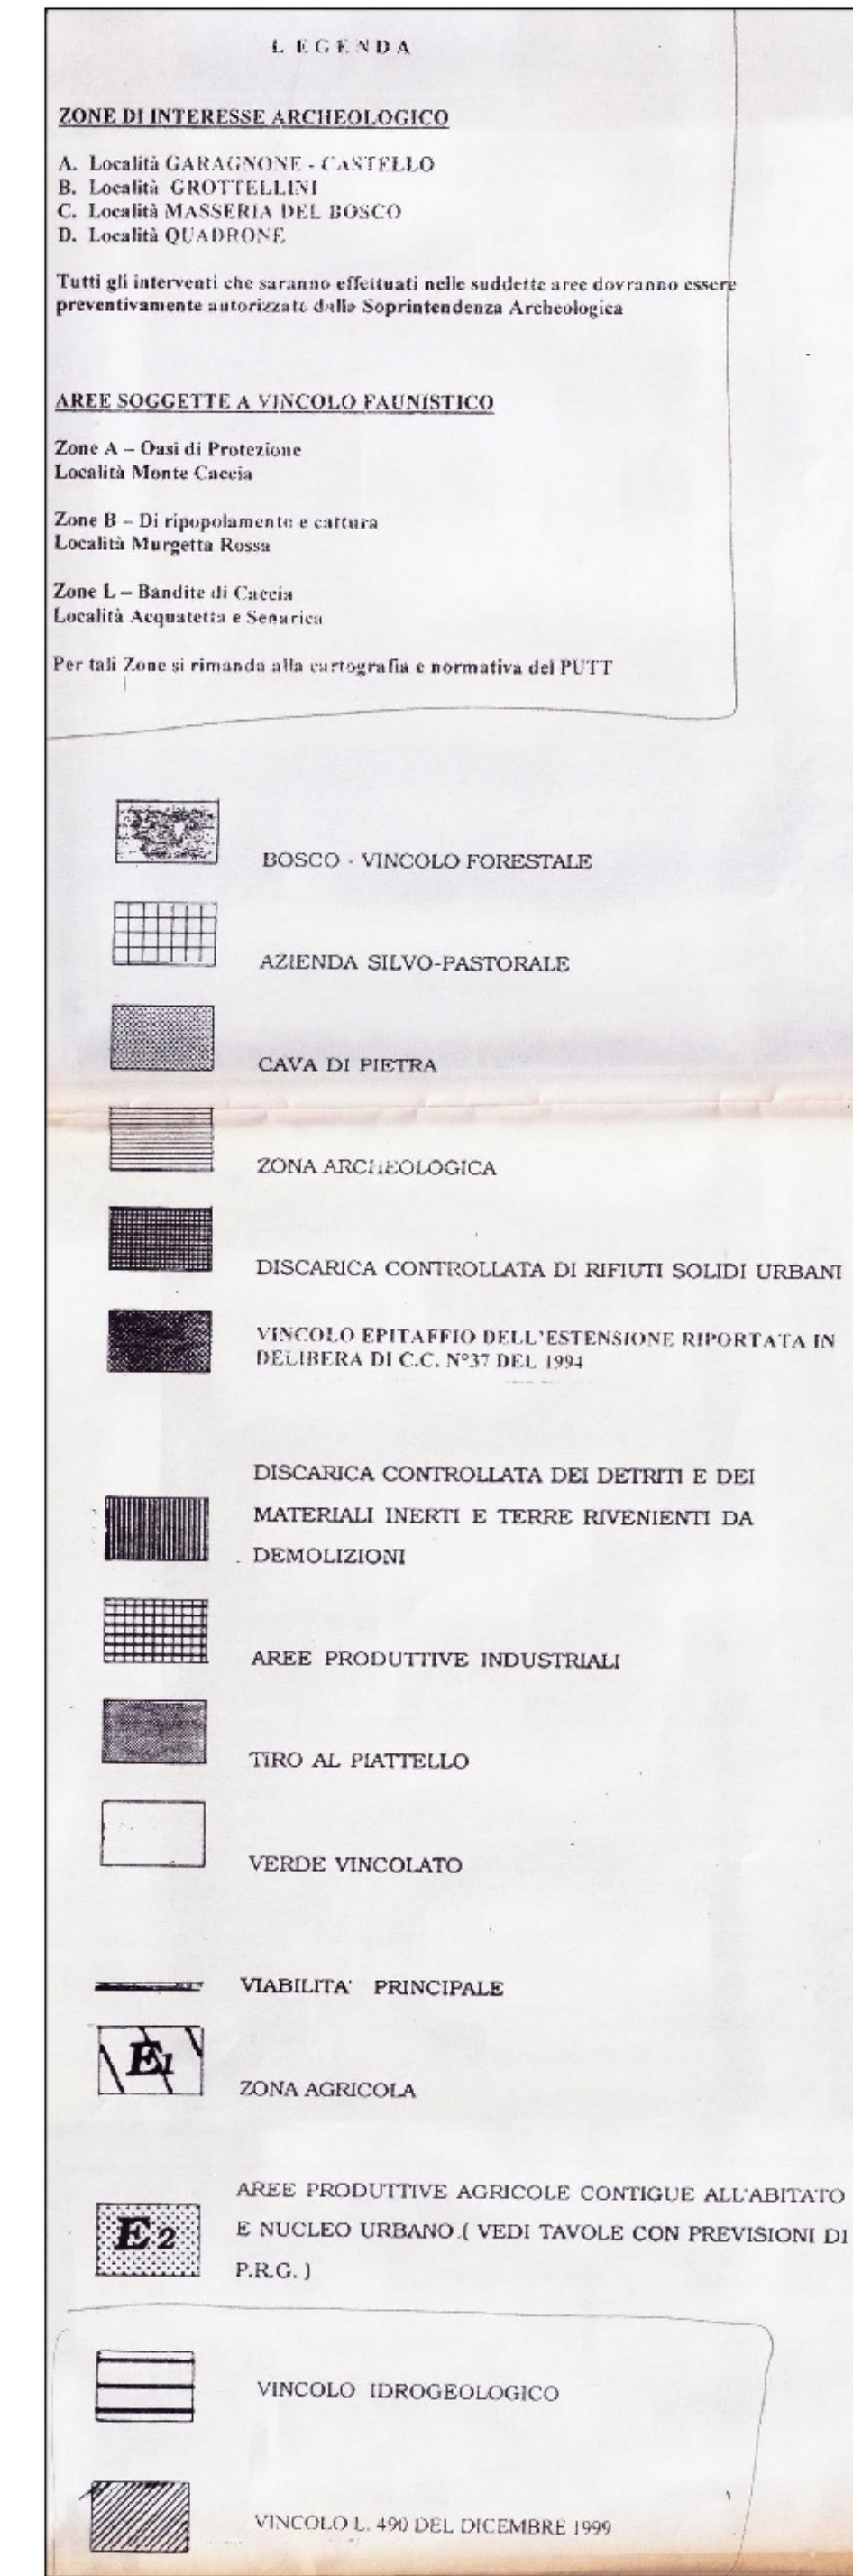 LEGENDA
ZONE DI INTERESSE ARCHEOLOGICO
A. Località GARAGNONE - CASTELLO
B. Località GROTTELLINI
C. Località MASSERIA DEL BOSCO
D. Località QUADRONE
Tutti gli interventi che saranno effettuati nelle suddette aree dovranno essere
preventivamente autorizzate dalla Soprintendenza Archeologica
AREE SOGGETTE A VINCOLO FAUNISTICO
Zone A – Oasi di Protezione
Località Monte Caccia
Zone B – Di ripopolamento e cattura
Località Murgetta Rossa
Zone L – Bandite di Caccia
Località Acquatetta e Senarica
Per tali Zone si rimanda alla cartografia e normativa del PUTT
BOSCO - VINCOLO FORESTALE
AZIENDA SILVO-PASTORALE
CAVA DI PIETRA
ZONA ARCHEOLOGICA
DISCARICA CONTROLLATA DI RIFIUTI SOLIDI URBANI
VINCOLO EPITAFFIO DELL'ESTENSIONE RIPORTATA IN
DELIBERA DI C.C. N°37 DEL 1994
DISCARICA CONTROLLATA DEI DETRITI E DEI
MATERIALI INERTI E TERRE RIVENIENTI DA
DEMOLIZIONI
AREE PRODUTTIVE INDUSTRIALI
TIRO AL PIATTELLO
VERDE VINCOLATO
VIABILITA' PRINCIPALE
E1
ZONA AGRICOLA
AREE PRODUTTIVE AGRICOLE CONTIGUE ALL'ABITATO
E2
E NUCLEO URBANO.( VEDI TAVOLE CON PREVISIONI DI
P.R.G. )
VINCOLO IDROGEOLOGICO
VINCOLO L. 490 DEL DICEMBRE 1999